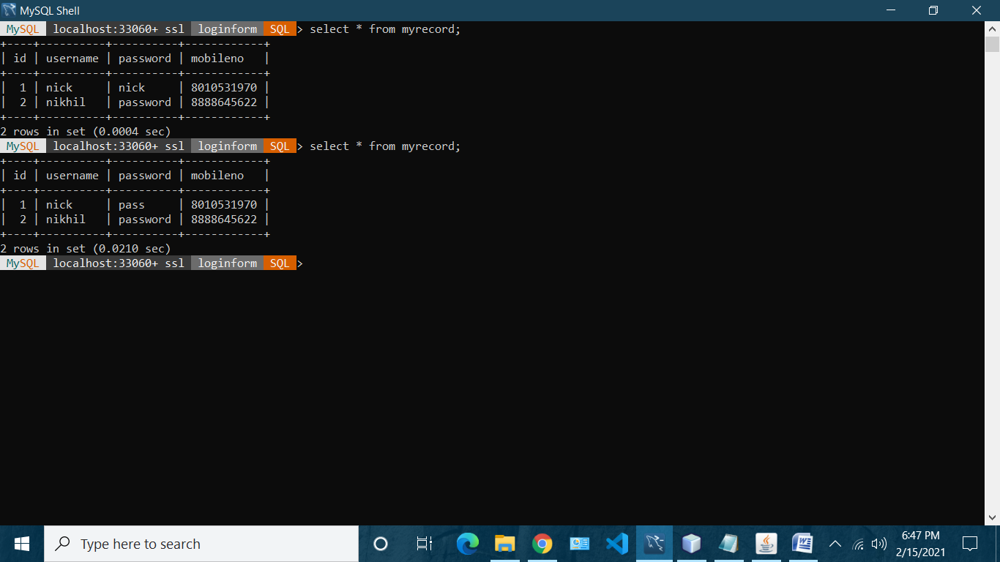 MySQL Shell
MySQL localhost:33060+ ssl loginform SQL > select * from myrecord;
+----+----------+----------+------------+
| id | username | password | mobileno   |
+----+----------+----------+------------+
|  1 | nick     | nick     | 8010531970 |
|  2 | nikhil   | password | 8888645622 |
+----+----------+----------+------------+
2 rows in set (0.0004 sec)
MySQL localhost:33060+ ssl loginform SQL > select * from myrecord;
+----+----------+----------+------------+
| id | username | password | mobileno   |
+----+----------+----------+------------+
|  1 | nick     | pass     | 8010531970 |
|  2 | nikhil   | password | 8888645622 |
+----+----------+----------+------------+
2 rows in set (0.0210 sec)
MySQL localhost:33060+ ssl loginform SQL >
Type here to search
6:47 PM
2/15/2021